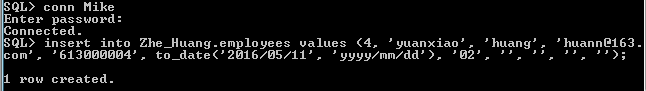 SQL> conn Mike
Enter password:
Connected.
SQL> insert into Zhe_Huang.employees values (4, 'yuanxiao', 'huang', 'huann@163.
com', '613000004', to_date('2016/05/11', 'yyyy/mm/dd'), '02', '', '', '', '');
1 row created.